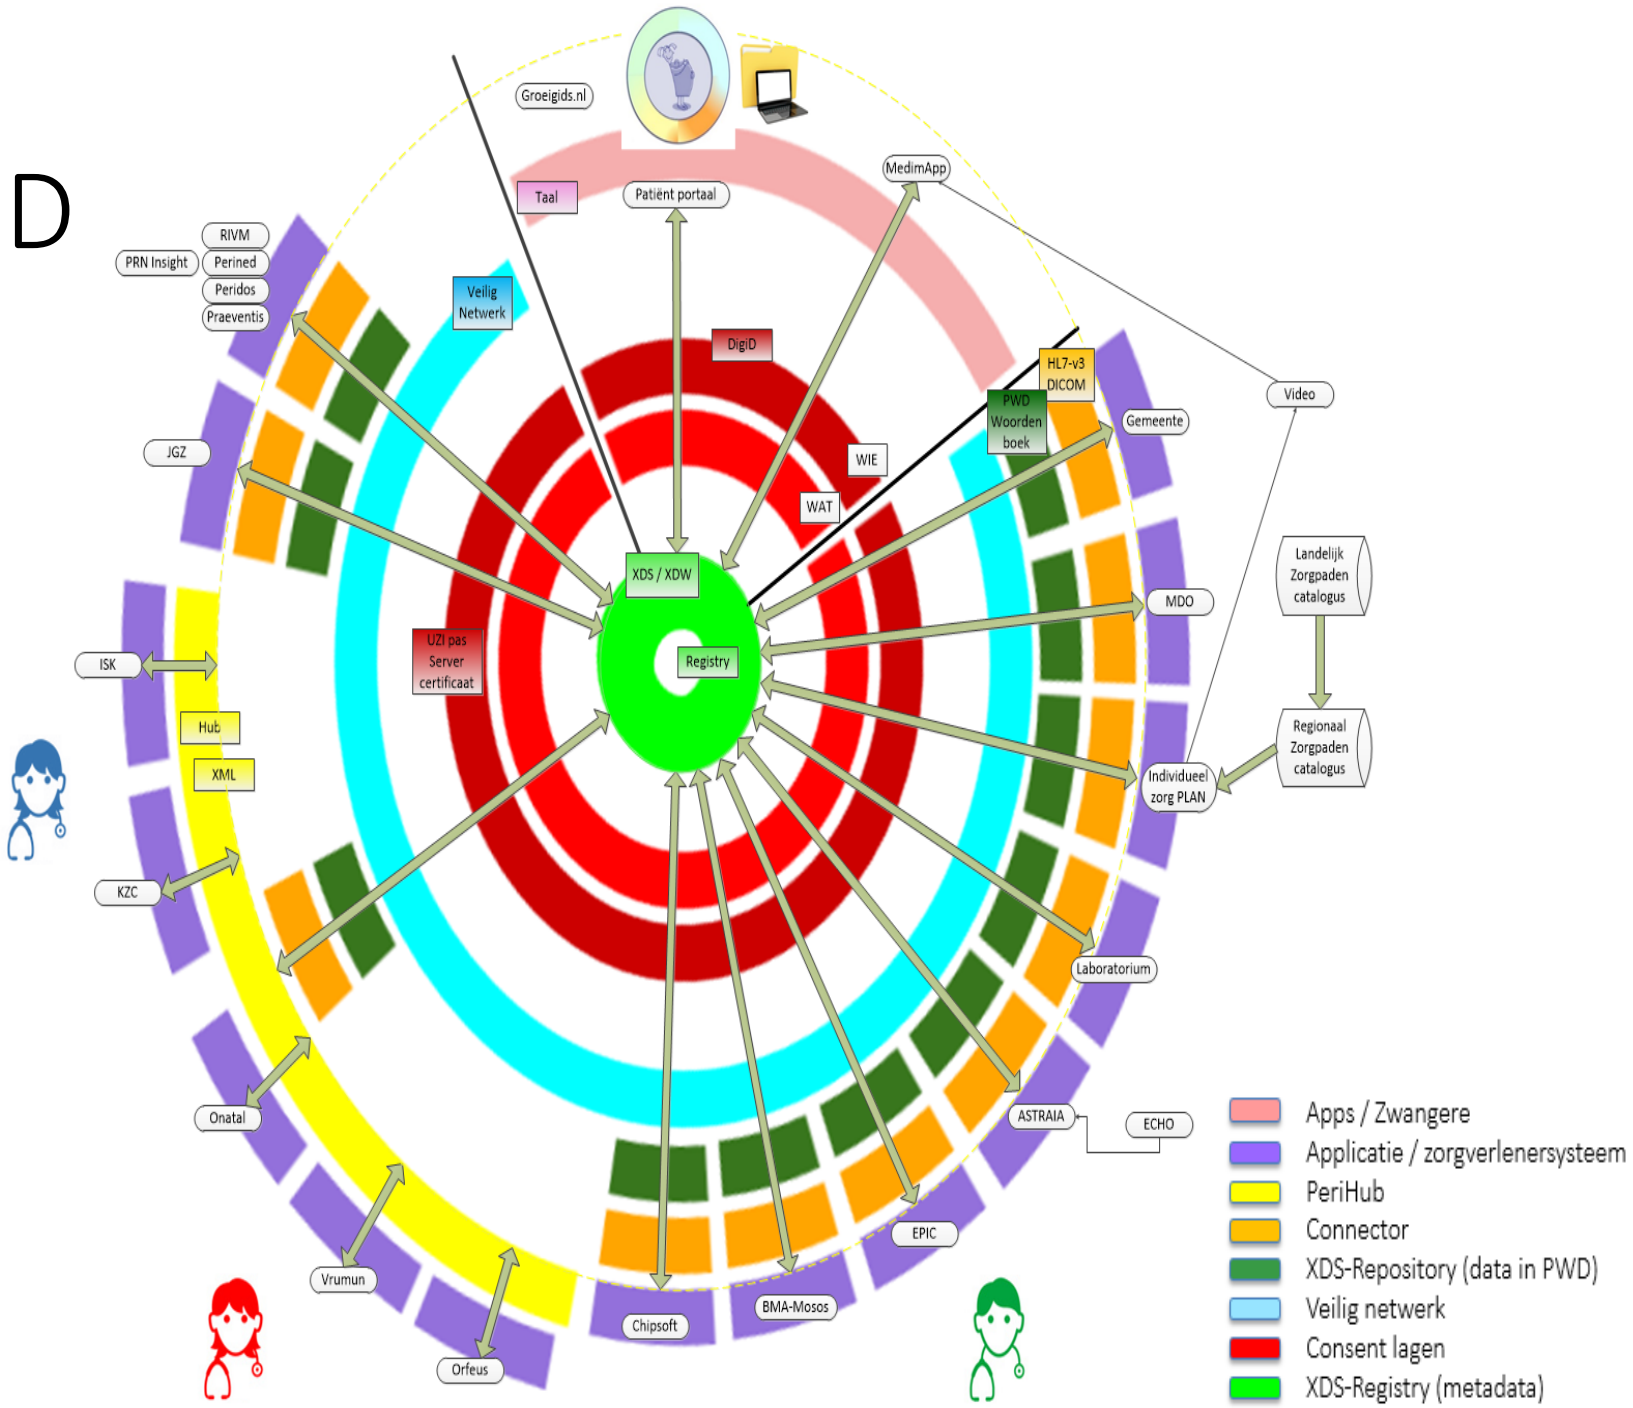 D
Groeigids.nl
Taal
Patiënt portaal
MedimApp
RIVM
PRN Insight
Perined
Peridos
Praeventis
Veilig
Netwerk
DigiD
HL7-v3
DICOM
PWD
Woorden
boek
Video
Gemeente
JGZ
WIE
WAT
XDS / XDW
Landelijk
Zorgpaden
catalogus
MDO
UZI pas
Server
certificaat
Registry
ISK
Hub
XML
Regionaal
Zorgpaden
catalogus
Individueel
zorg PLAN
KZC
Laboratorium
Onatal
ASTRAIA
ECHO
EPIC
Vrumun
BMA-Mosos
Chipsoft
Orfeus
Apps / Zwangere
Applicatie / zorgverlenersysteem
PeriHub
Connector
XDS-Repository (data in PWD)
Veilig netwerk
Consent lagen
XDS-Registry (metadata)